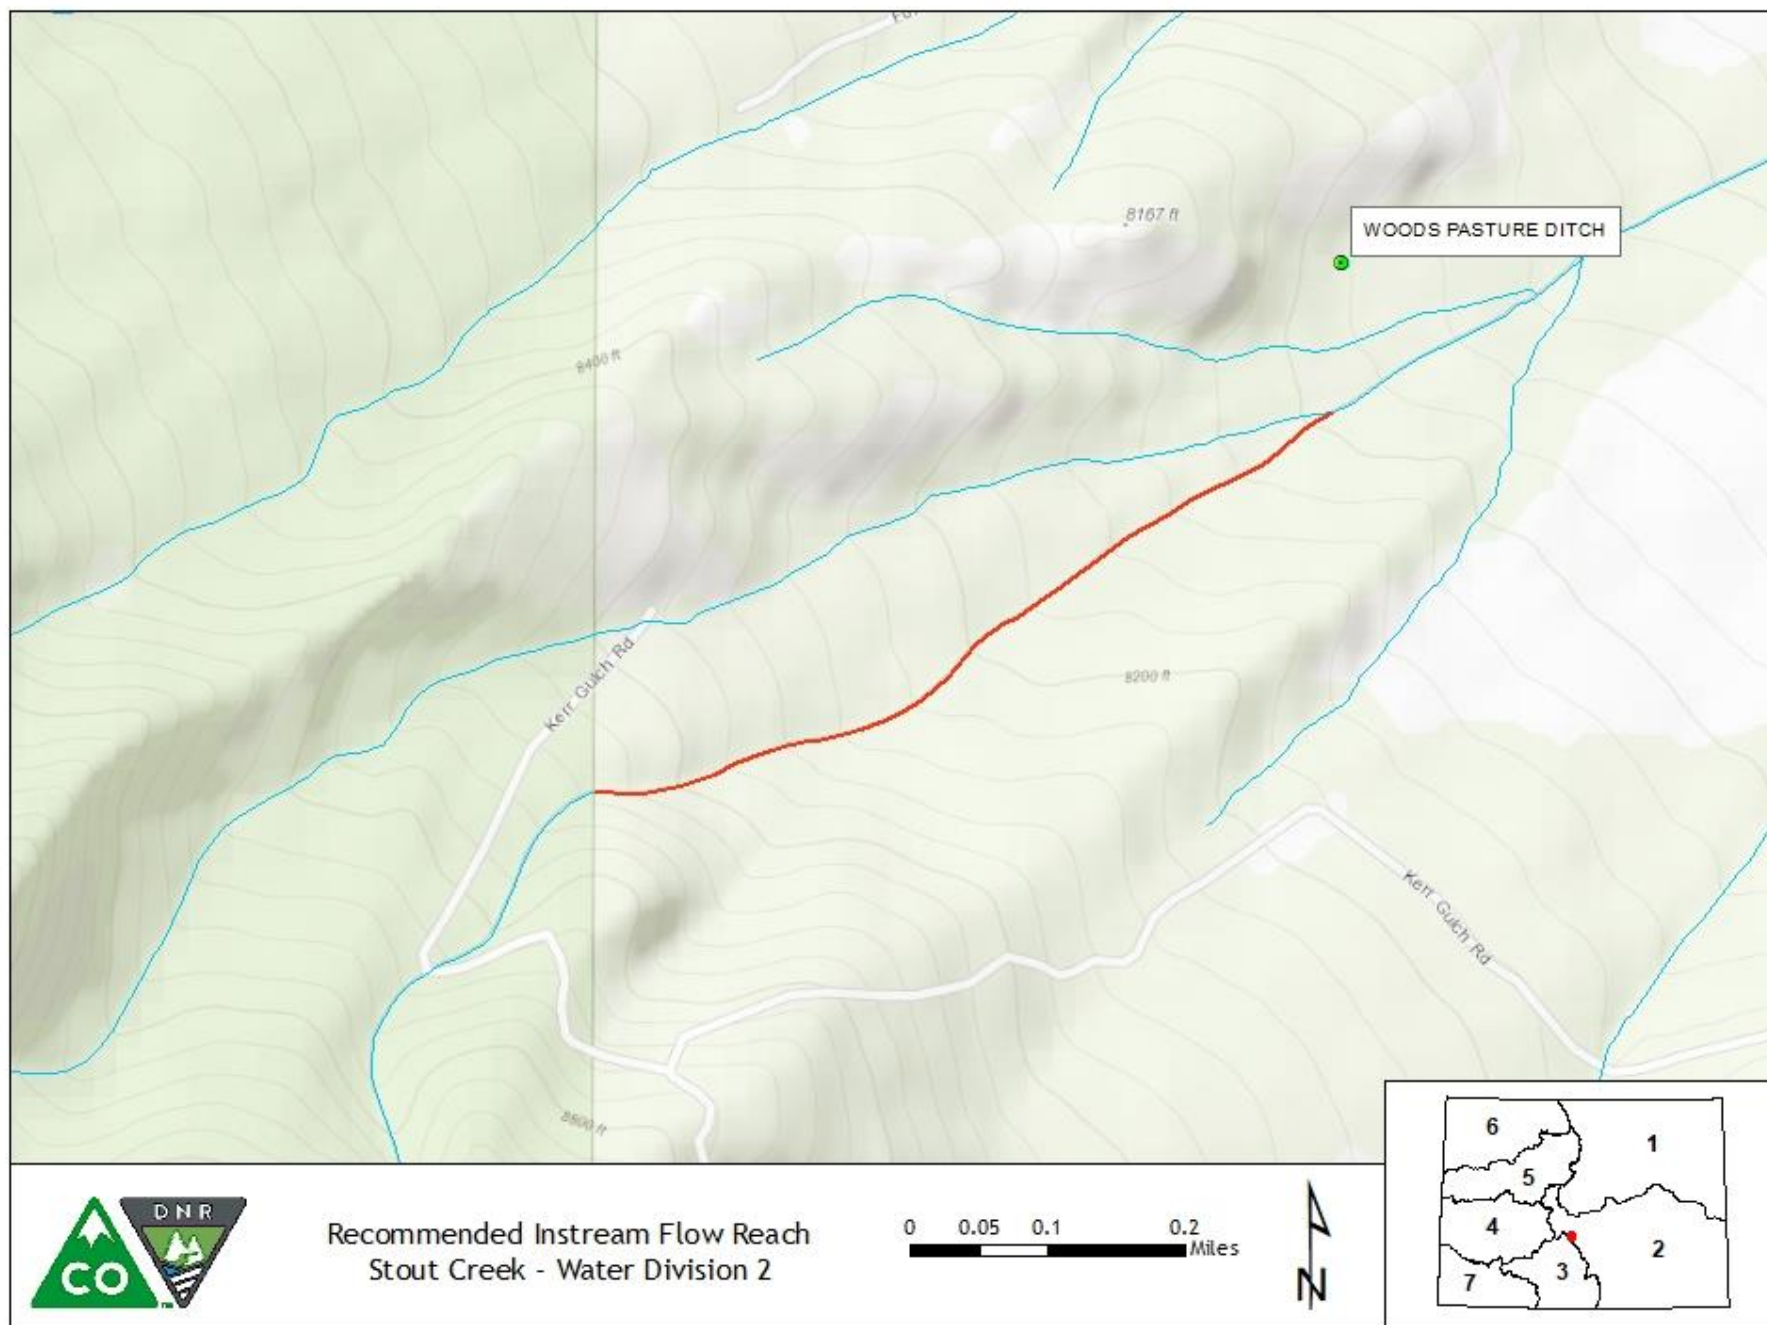 8167 ft
WOODS PASTURE DITCH
8400 ft
Kerr Gulch Rd
8200 ft
Kerr Gulch Rd
8800 ft
DNR
CO
Recommended Instream Flow Reach
Stout Creek - Water Division 2
0 0.05 0.1 0.2
Miles
N
6
1
5
4
2
3
7